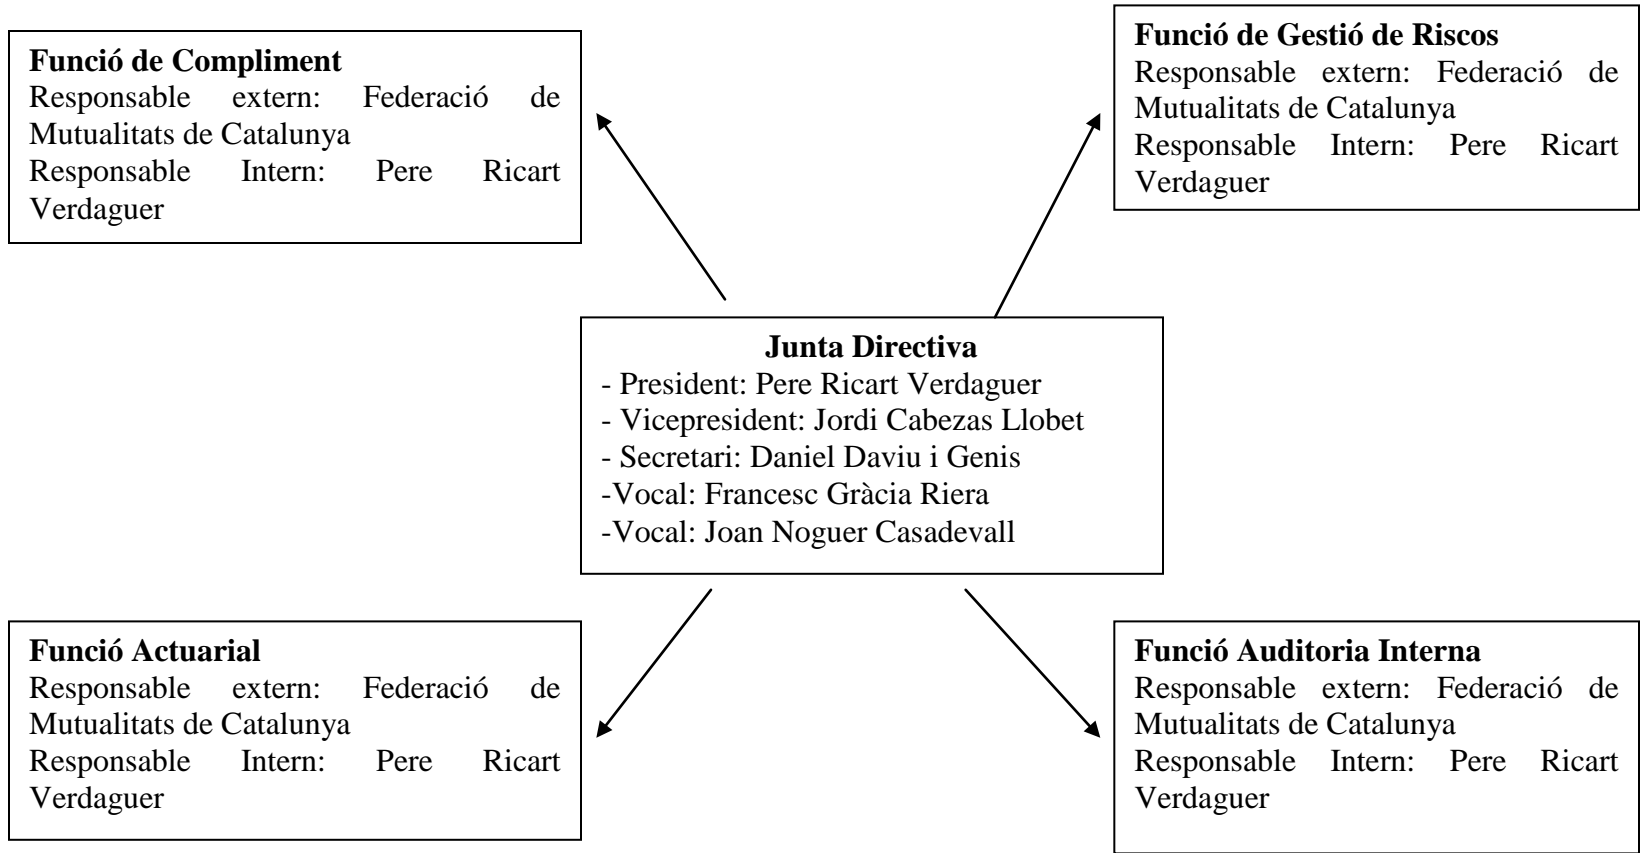 Funció de Compliment
Responsable extern: Federació de
Mutualitats de Catalunya
Responsable Intern: Pere Ricart
Verdaguer
Funció de Gestió de Riscos
Responsable extern: Federació de
Mutualitats de Catalunya
Responsable Intern: Pere Ricart
Verdaguer
Junta Directiva
- President: Pere Ricart Verdaguer
- Vicepresident: Jordi Cabezas Llobet
- Secretari: Daniel Daviu i Genis
-Vocal: Francesc Gràcia Riera
-Vocal: Joan Noguer Casadevall
Funció Actuarial
Responsable extern: Federació de
Mutualitats de Catalunya
Responsable Intern: Pere Ricart
Verdaguer
Funció Auditoria Interna
Responsable extern: Federació de
Mutualitats de Catalunya
Responsable Intern: Pere Ricart
Verdaguer